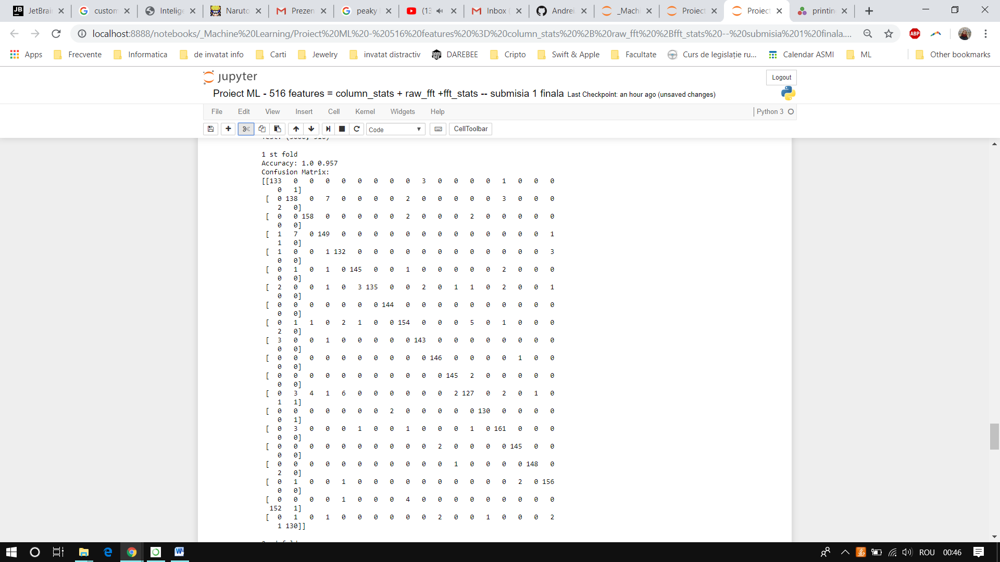 JetBrai
custom
Intelige
Naruto
Prezen
peaky
(13
Inbox (
Andrei
_Machi
Proiect
Proiect
printin
localhost:8888/notebooks/_Machine%20Learning/Proiect%20ML%20-%20516%20features%20%3D%20column_stats%20%2B%20raw_fft%20%2Bfft_stats%20--%20submisia%201%20finala....
ABP
Apps
Frecvente
Informatica
de invatat info
Carti
Jewelry
invatat distractiv
DAREBEE
Cripto
Swift & Apple
Facultate
Curs de legislație ru...
Calendar ASMI
ML
Other bookmarks
jupyter
Logout
Proiect ML - 516 features = column_stats + raw_fft +fft_stats -- submisia 1 finala Last Checkpoint: an hour ago (unsaved changes)
File Edit View Insert Cell Kernel Widgets Help
Python 3
Code
CellToolbar
1 st fold
Accuracy: 1.0 0.957
Confusion Matrix:
[[133 0 0 0 0 0 0 0 0 3 0 0 0 0 1 0 0 0
0 1]
[ 0 138 0 7 0 0 0 0 2 0 0 0 0 0 3 0 0 0
2 0]
[ 0 0 158 0 0 0 0 0 2 0 0 0 2 0 0 0 0 0
0 0]
[ 1 7 0 149 0 0 0 0 0 0 0 0 0 0 0 0 0 1
1 0]
[ 1 0 0 1 132 0 0 0 0 0 0 0 0 0 0 0 0 3
0 0]
[ 0 1 0 1 0 145 0 0 1 0 0 0 0 0 2 0 0 0
0 0]
[ 2 0 0 1 0 3 135 0 0 2 0 1 1 0 2 0 0 1
0 0]
[ 0 0 0 0 0 0 0 144 0 0 0 0 0 0 0 0 0 0
0 0]
[ 0 1 1 0 2 1 0 0 154 0 0 0 5 0 1 0 0 0
2 0]
[ 3 0 0 1 0 0 0 0 0 143 0 0 0 0 0 0 0 0
0 0]
[ 0 0 0 0 0 0 0 0 0 0 146 0 0 0 0 1 0 0
0 0]
[ 0 0 0 0 0 0 0 0 0 0 0 145 2 0 0 0 0 0
0 0]
[ 0 3 4 1 6 0 0 0 0 0 0 2 127 0 2 0 1 0
1 1]
[ 0 0 0 0 0 0 0 2 0 0 0 0 0 130 0 0 0 0
0 1]
[ 0 3 0 0 0 1 0 0 1 0 0 0 1 0 161 0 0 0
0 0]
[ 0 0 0 0 0 0 0 0 0 0 2 0 0 0 0 145 0 0
0 0]
[ 0 0 0 0 0 0 0 0 0 0 0 1 0 0 0 0 148 0
2 0]
[ 0 1 0 0 1 0 0 0 0 0 0 0 0 0 0 2 0 156
0 0]
[ 0 0 0 0 1 0 0 0 4 0 0 0 0 0 0 0 0 0
152 1]
[ 0 1 0 1 0 0 0 0 0 0 2 0 0 1 0 0 0 2
1 130]]
ROU
00:46